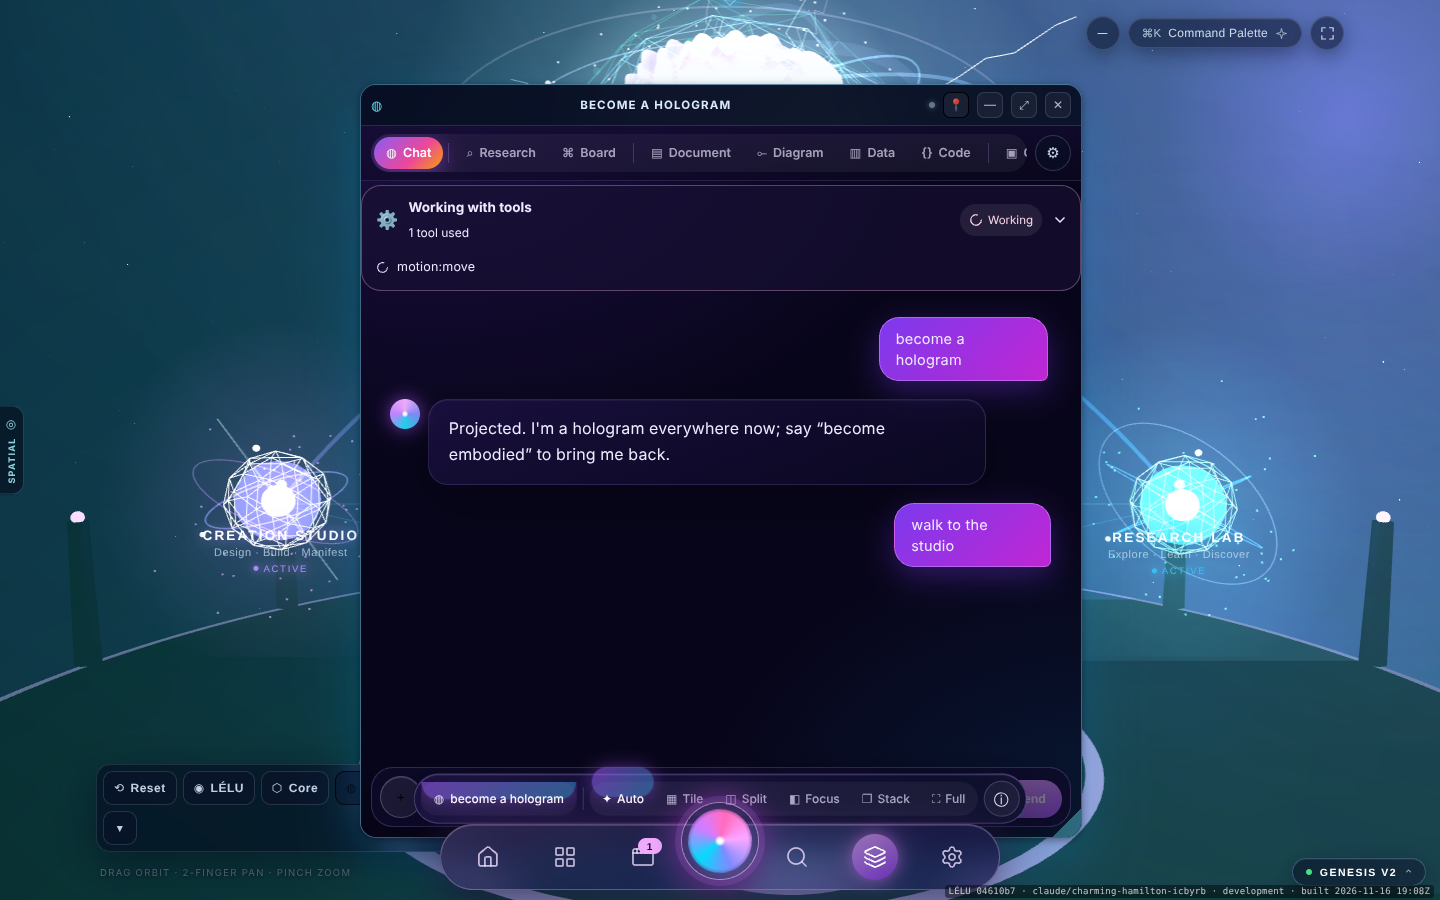 ⌘K Command Palette
BECOME A HOLOGRAM
Chat
Research
Board
Document
Diagram
Data
{} Code
Working with tools
1 tool used
Working
motion:move
become a
hologram
Projected. I'm a hologram everywhere now; say “become
embodied” to bring me back.
walk to the
studio
SPATIAL
CREATION STUDIO
Design · Build · Manifest
ACTIVE
RESEARCH LAB
Explore · Learn · Discover
ACTIVE
Reset
LÉLU
Core
become a hologram
Auto
Tile
Split
Focus
Stack
Full
1
DRAG ORBIT · 2-FINGER PAN · PINCH ZOOM
GENESIS V2
LÉLU 04610b7 · claude/charming-hamilton-icbyrb · development · built 2026-11-16 19:08Z